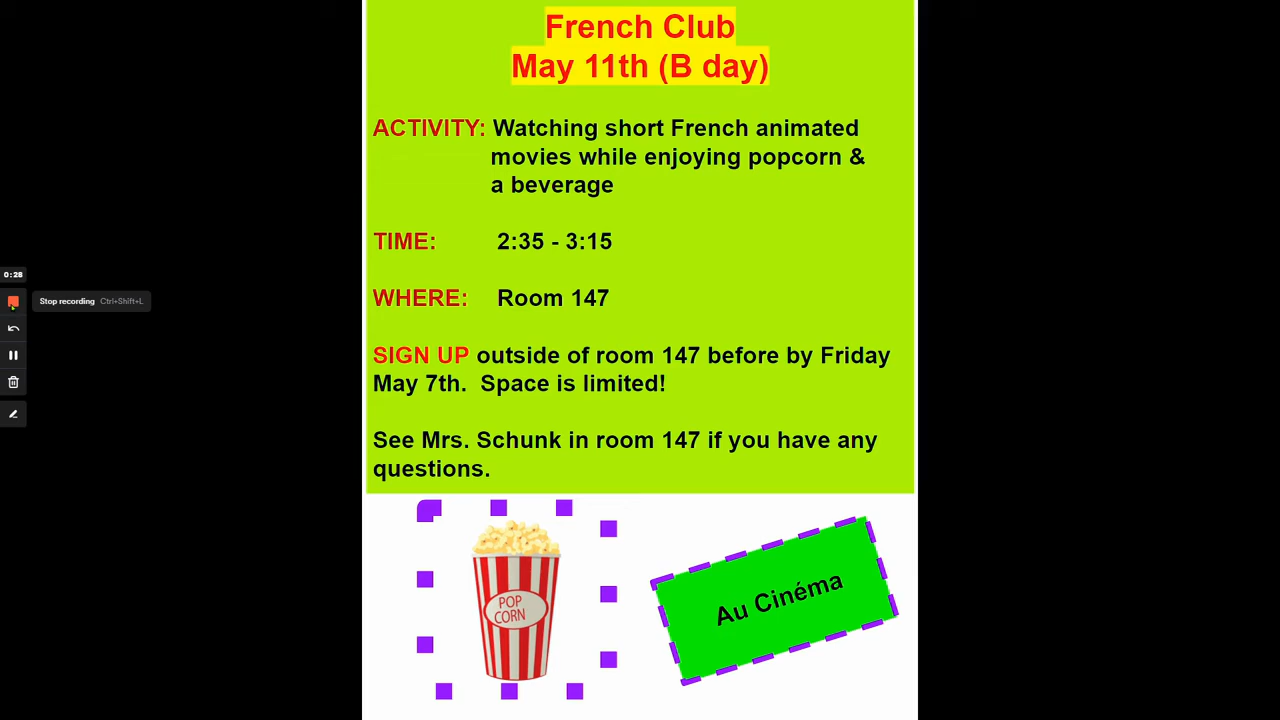 French Club
May 11th (B day)
ACTIVITY: Watching short French animated
movies while enjoying popcorn &
a beverage
TIME: 2:35 - 3:15
WHERE: Room 147
SIGN UP outside of room 147 before by Friday
May 7th. Space is limited!
See Mrs. Schunk in room 147 if you have any
questions.
0:28
Stop recording Ctrl+Shift+L
POP
CORN
Au Cinéma